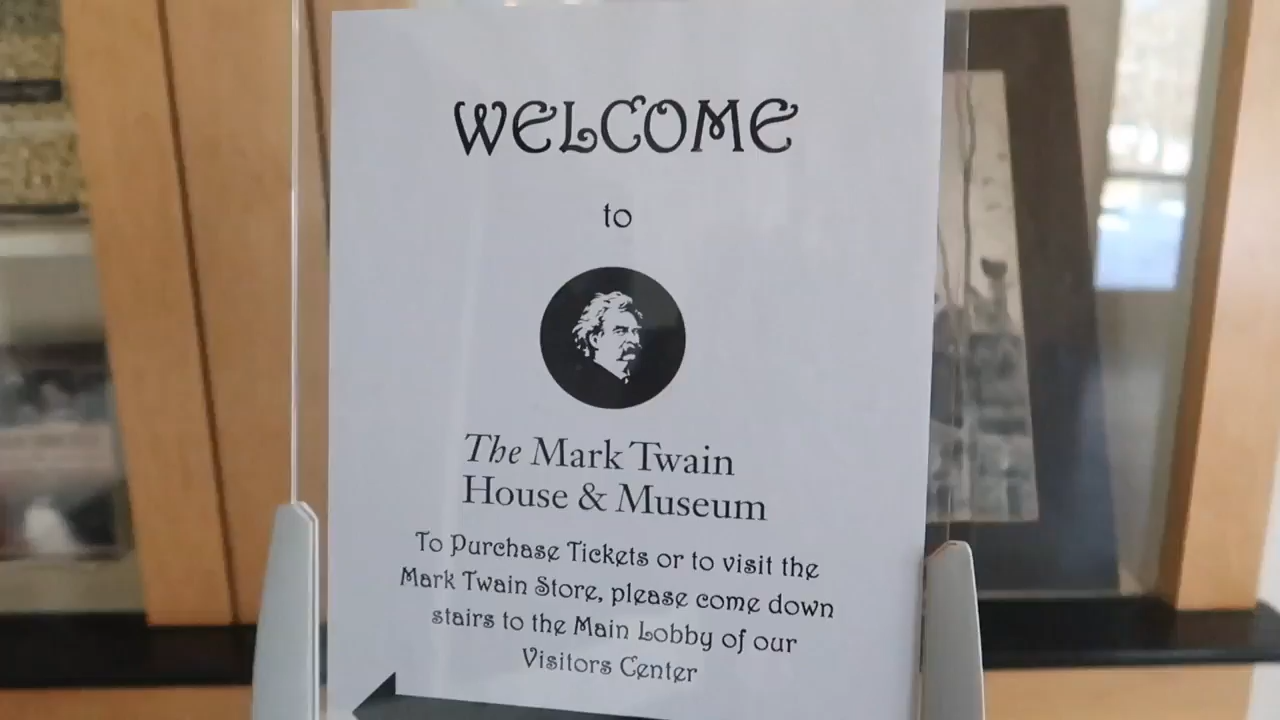 WELCOME
to
The Mark Twain
House & Museum
To Purchase Tickets or to visit the
Mark Twain Store, please come down
stairs to the Main Lobby of our
Visitors Center